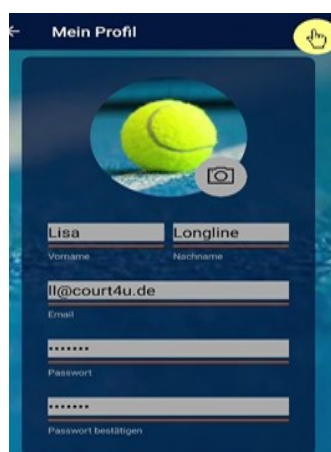 Mein Profil
Lisa Longline
Vorname Nachname
ll@court4u.de
Email
•••••••
Passwort
•••••••
Passwort bestätigen